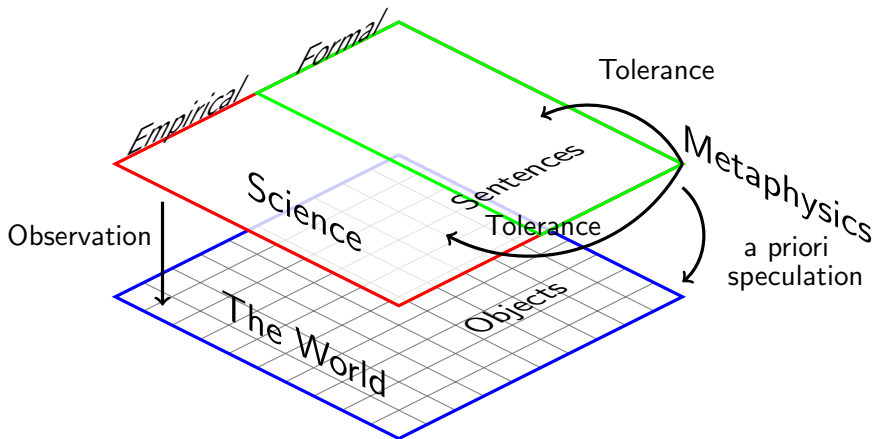 Formal
Tolerance
Empirical
Metaphysics
Sentences
Science
Tolerance
Observation
a priori
speculation
Objects
The World